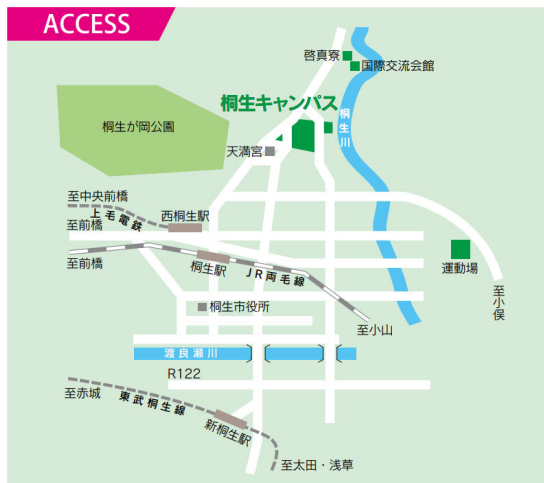 ACCESS
啓真寮
国際交流会館
桐生キャンパス
桐生川
桐生が岡公園
天満宮
至中央前橋
上毛電鉄
西桐生駅
至前橋
至前橋
桐生駅
JR両毛線
運動場
至小俣
桐生市役所
至小山
渡良瀬川
R122
至赤城
東武桐生線
新桐生駅
至太田・浅草